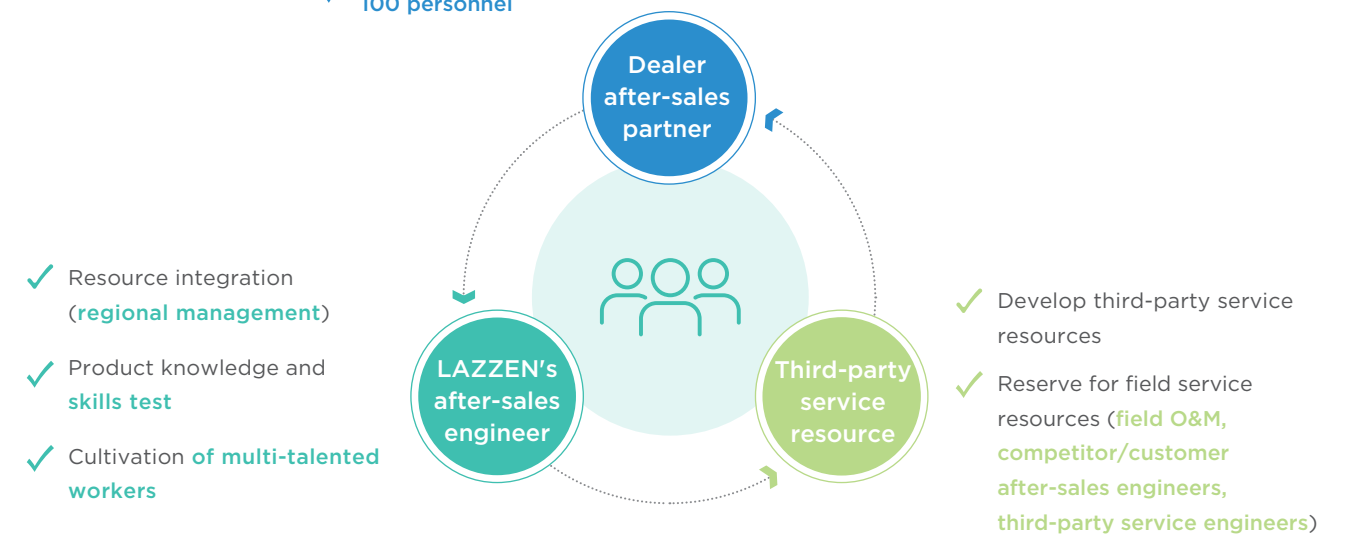 100 personnel
Dealer
after-sales
partner
Resource integration
(regional management)
Product knowledge and
skills test
Cultivation of multi-talented
workers
LAZZEN's
after-sales
engineer
Third-party
service
resource
Develop third-party service
resources
Reserve for field service
resources (field O&M,
competitor/customer
after-sales engineers,
third-party service engineers)